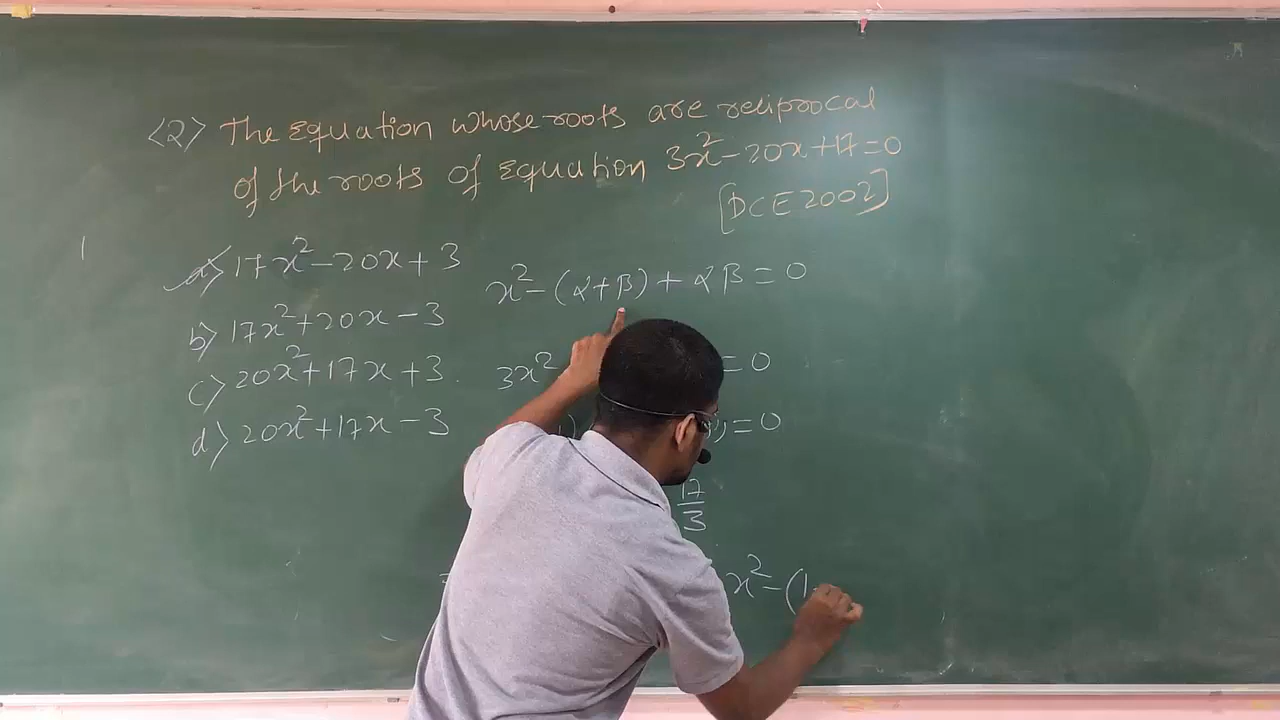 <2> The Equation whose roots are reciprocal
of the roots of Equation 3x²-20x+17=0
[DCE 2002]
a> 17x²-20x+3
b> 17x²+20x-3
c> 20x²+17x+3.
d> 20x²+17x-3
x²-(α+β)+αβ=0
3x² =0
=0
17/3
x²-(1